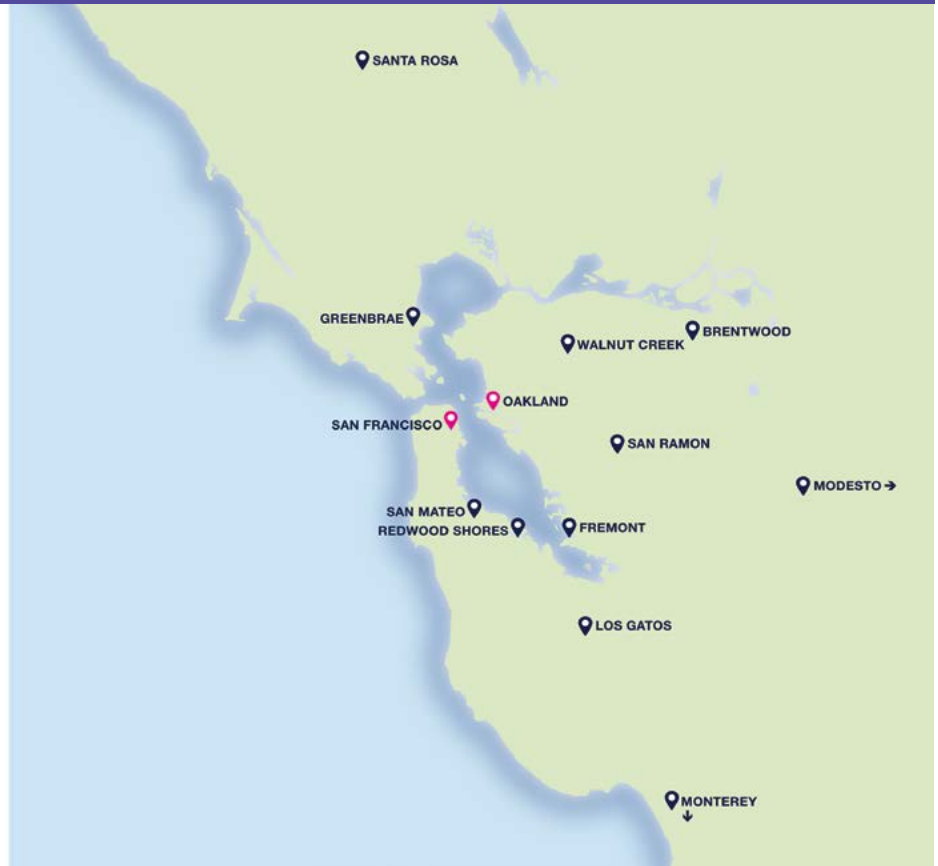 SANTA ROSA
GREENBRAE
BRENTWOOD
WALNUT CREEK
OAKLAND
SAN FRANCISCO
SAN RAMON
MODESTO →
SAN MATEO
REDWOOD SHORES
FREMONT
LOS GATOS
MONTEREY
↓